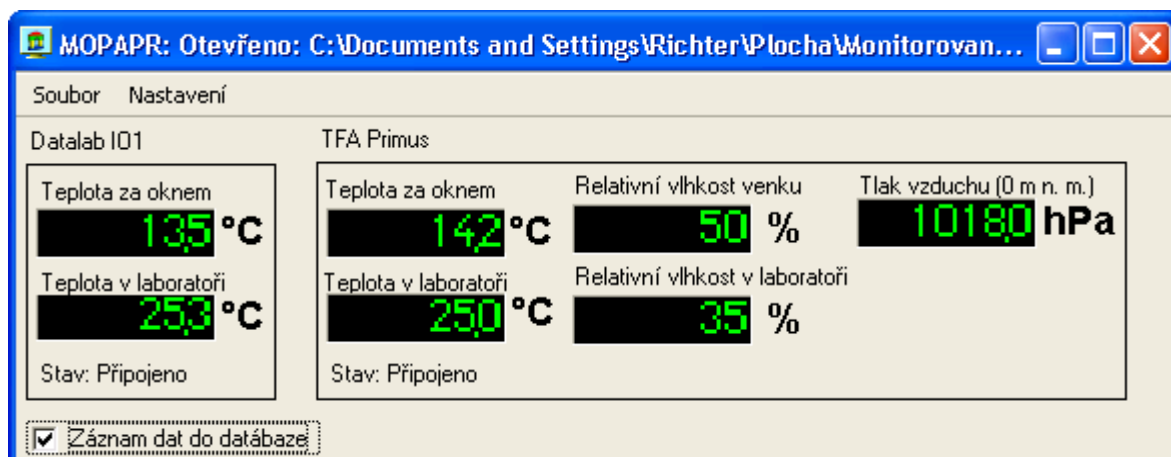 MOPAPR: Otevřeno: C:\Documents and Settings\Richter\Plocha\Monitorovan...
Soubor Nastavení
Datalab IO1
Teplota za oknem
13,5 °C
Teplota v laboratoři
25,3 °C
Stav: Připojeno
TFA Primus
Teplota za oknem
14,2 °C
Relativní vlhkost venku
50 %
Tlak vzduchu (0 m n. m.)
1018,0 hPa
Teplota v laboratoři
25,0 °C
Relativní vlhkost v laboratoři
35 %
Stav: Připojeno
Záznam dat do datábaze